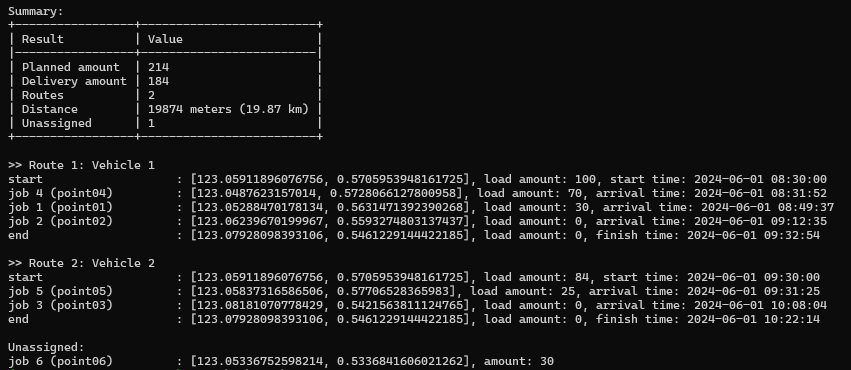 Summary:
| Result | Value |
| Planned amount | 214 |
| Delivery amount | 184 |
| Routes | 2 |
| Distance | 19874 meters (19.87 km) |
| Unassigned | 1 |
>> Route 1: Vehicle 1
start : [123.05911896076756, 0.5705953948161725], load amount: 100, start time: 2024-06-01 08:30:00
job 4 (point04) : [123.0487623157014, 0.5728066127800958], load amount: 70, arrival time: 2024-06-01 08:31:52
job 1 (point01) : [123.05288470178134, 0.5631471392390268], load amount: 30, arrival time: 2024-06-01 08:49:37
job 2 (point02) : [123.06239670199967, 0.5593274803137437], load amount: 0, arrival time: 2024-06-01 09:12:35
end : [123.07928098393106, 0.5461229144422185], load amount: 0, finish time: 2024-06-01 09:32:54
>> Route 2: Vehicle 2
start : [123.05911896076756, 0.5705953948161725], load amount: 84, start time: 2024-06-01 09:30:00
job 5 (point05) : [123.05837316586506, 0.57706528365983], load amount: 25, arrival time: 2024-06-01 09:31:25
job 3 (point03) : [123.08181070778429, 0.5421563811124765], load amount: 0, arrival time: 2024-06-01 10:08:04
end : [123.07928098393106, 0.5461229144422185], load amount: 0, finish time: 2024-06-01 10:22:14
Unassigned:
job 6 (point06) : [123.05336752598214, 0.5336841606021262], amount: 30